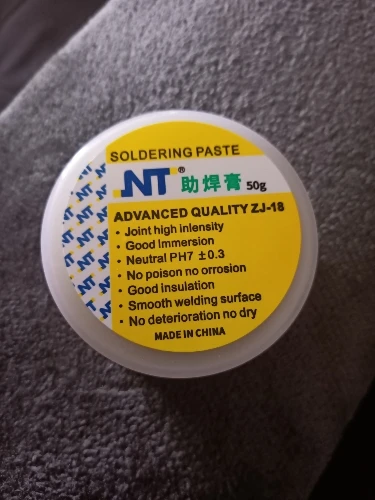 SOLDERING PASTE
NT® 助焊膏 50g
ADVANCED QUALITY ZJ-18
• Joint high inlensity
• Good Immersion
• Neutral PH7 ±0.3
• No poison no orrosion
• Good insulation
• Smooth welding surface
• No deterioration no dry
MADE IN CHINA